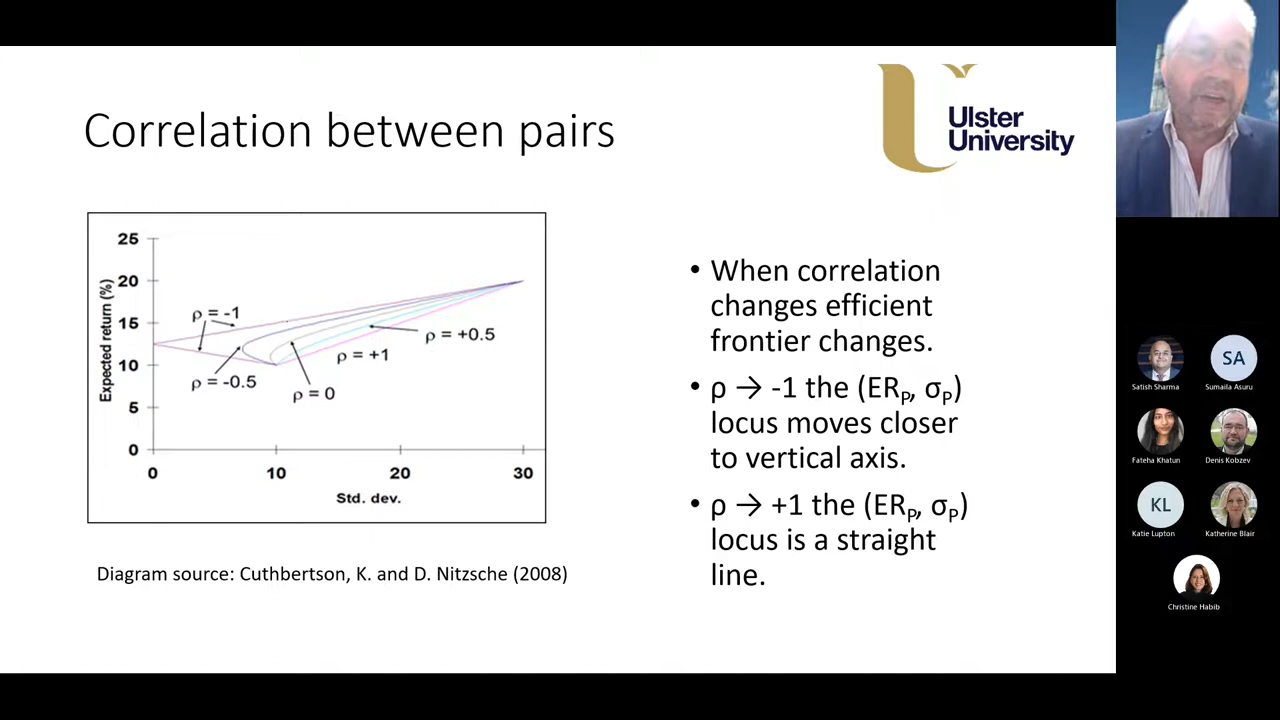 Correlation between pairs
Ulster
University
25
20
15
10
5
0
Expected return (%)
ρ = -1
ρ = +0.5
ρ = +1
ρ = -0.5
ρ = 0
0
10
20
30
Std. dev.
Diagram source: Cuthbertson, K. and D. Nitzsche (2008)
• When correlation
changes efficient
frontier changes.
• ρ → -1 the (ERP, σP)
locus moves closer
to vertical axis.
• ρ → +1 the (ERP, σP)
locus is a straight
line.
Satish Sharma
SA
Sumaila Asuru
Fateha Khatun
Denis Kobzev
KL
Katie Lupton
Katherine Blair
Christine Habib